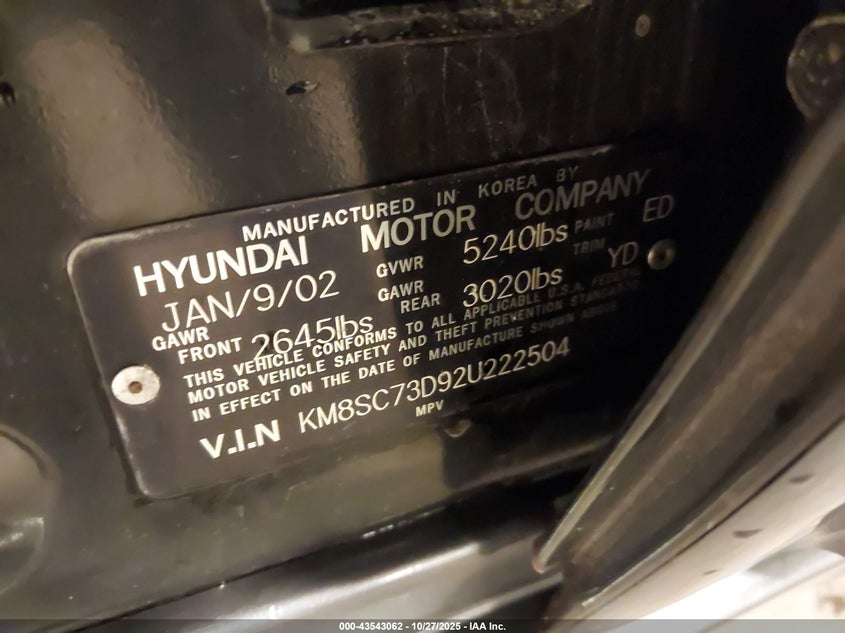 MANUFACTURED IN KOREA BY
HYUNDAI MOTOR COMPANY
JAN/9/02 GVWR 5240lbs PAINT ED
GAWR FRONT 2645lbs GAWR REAR 3020lbs TRIM YD
THIS VEHICLE CONFORMS TO ALL APPLICABLE U.S.A. FEDERAL
MOTOR VEHICLE SAFETY AND THEFT PREVENTION STANDARDS
IN EFFECT ON THE DATE OF MANUFACTURE SHOWN ABOVE
V.I.N KM8SC73D92U222504
MPV
000-43543062 | 10/27/2025 - IAA Inc.